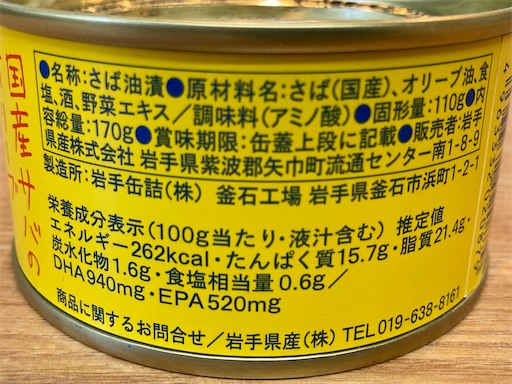 国産サバの
●名称:さば油漬●原材料名:さば(国産)、オリーブ油、食
塩、酒、野菜エキス/調味料(アミノ酸)●固形量:110g●内
容総量:170g●賞味期限:缶蓋上段に記載●販売者:岩手
県産株式会社 岩手県紫波郡矢巾町流通センター南1-8-9
製造所:岩手缶詰(株) 釜石工場 岩手県釜石市浜町1-2-1
栄養成分表示(100g当たり・液汁含む) 推定値
エネルギー262kcal・たんぱく質15.7g・脂質21.4g・
炭水化物1.6g・食塩相当量0.6g/
DHA940mg・EPA520mg
商品に関するお問合せ/岩手県産(株) TEL 019-638-8161